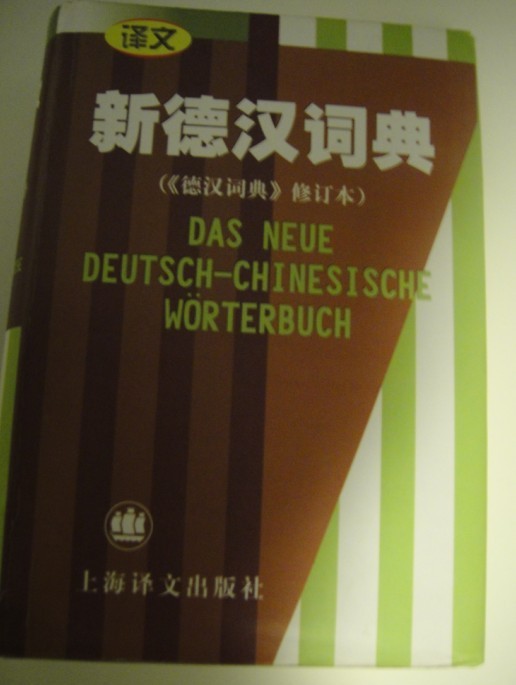 译文
新德汉词典
(《德汉词典》修订本)
DAS NEUE
DEUTSCH-CHINESISCHE
WÖRTERBUCH
上海译文出版社